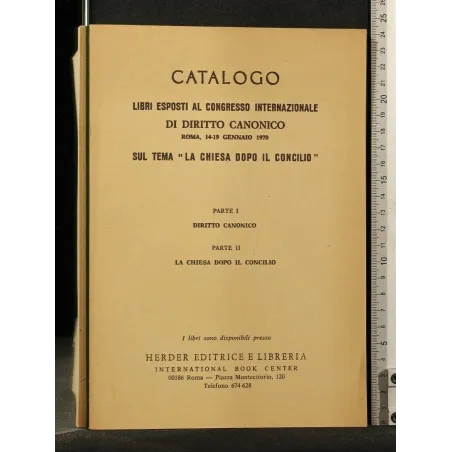 CATALOGO
LIBRI ESPOSTI AL CONGRESSO INTERNAZIONALE
DI DIRITTO CANONICO
ROMA, 14-19 GENNAIO 1970
SUL TEMA "LA CHIESA DOPO IL CONCILIO"
PARTE I
DIRITTO CANONICO
PARTE II
LA CHIESA DOPO IL CONCILIO
I libri sono disponibili presso
HERDER EDITRICE E LIBRERIA
INTERNATIONAL BOOK CENTER
00186 Roma — Piazza Montecitorio, 120
Telefono 674 628